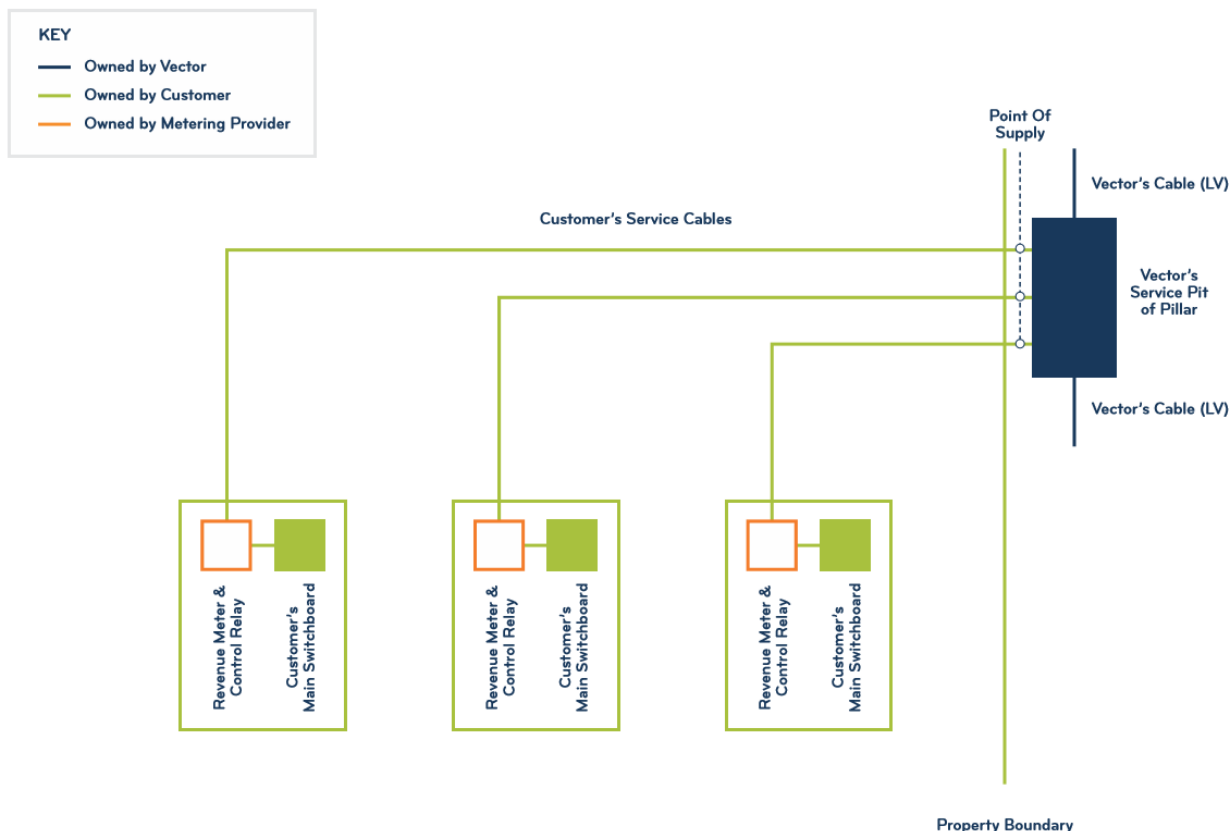 KEY
Owned by Vector
Owned by Customer
Owned by Metering Provider
Point Of
Supply
Vector's Cable (LV)
Customer's Service Cables
Vector's
Service Pit
of Pillar
Vector's Cable (LV)
Revenue Meter &
Control Relay
Customer's
Main Switchboard
Revenue Meter &
Control Relay
Customer's
Main Switchboard
Revenue Meter &
Control Relay
Customer's
Main Switchboard
Property Boundary